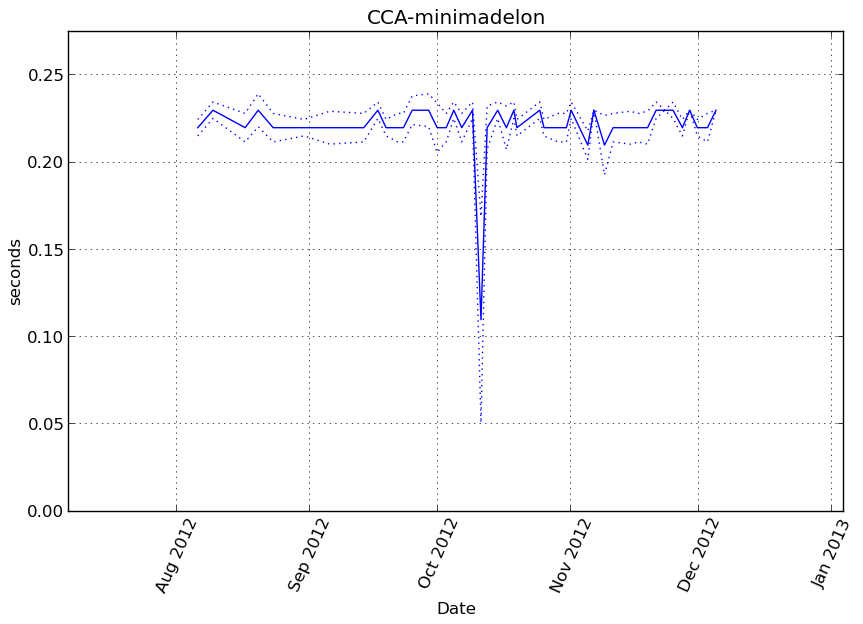 CCA-minimadelon
0.25
0.20
0.15
0.10
0.05
0.00
seconds
Aug 2012
Sep 2012
Oct 2012
Nov 2012
Dec 2012
Jan 2013
Date